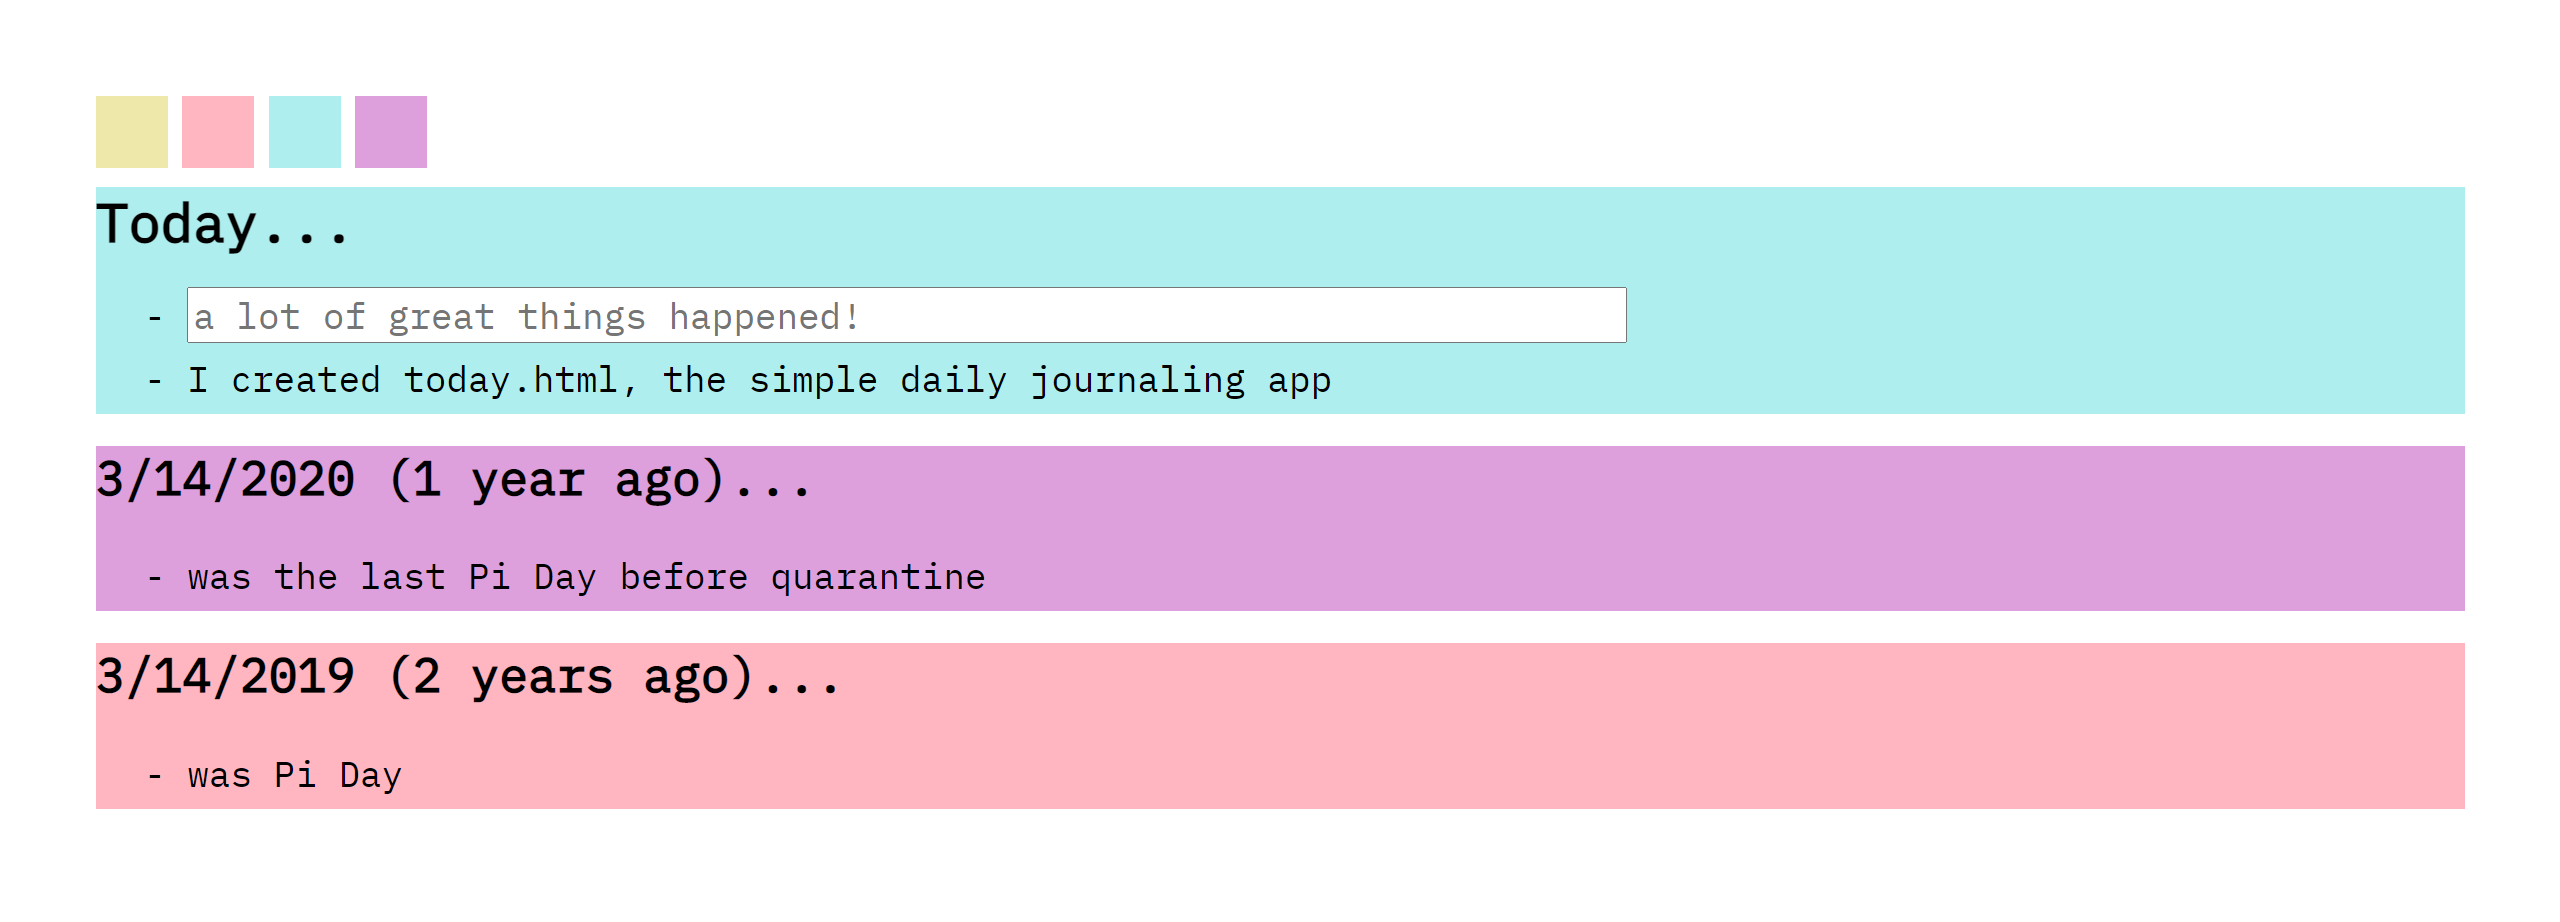 Today...
- a lot of great things happened!
- I created today.html, the simple daily journaling app
3/14/2020 (1 year ago)...
- was the last Pi Day before quarantine
3/14/2019 (2 years ago)...
- was Pi Day